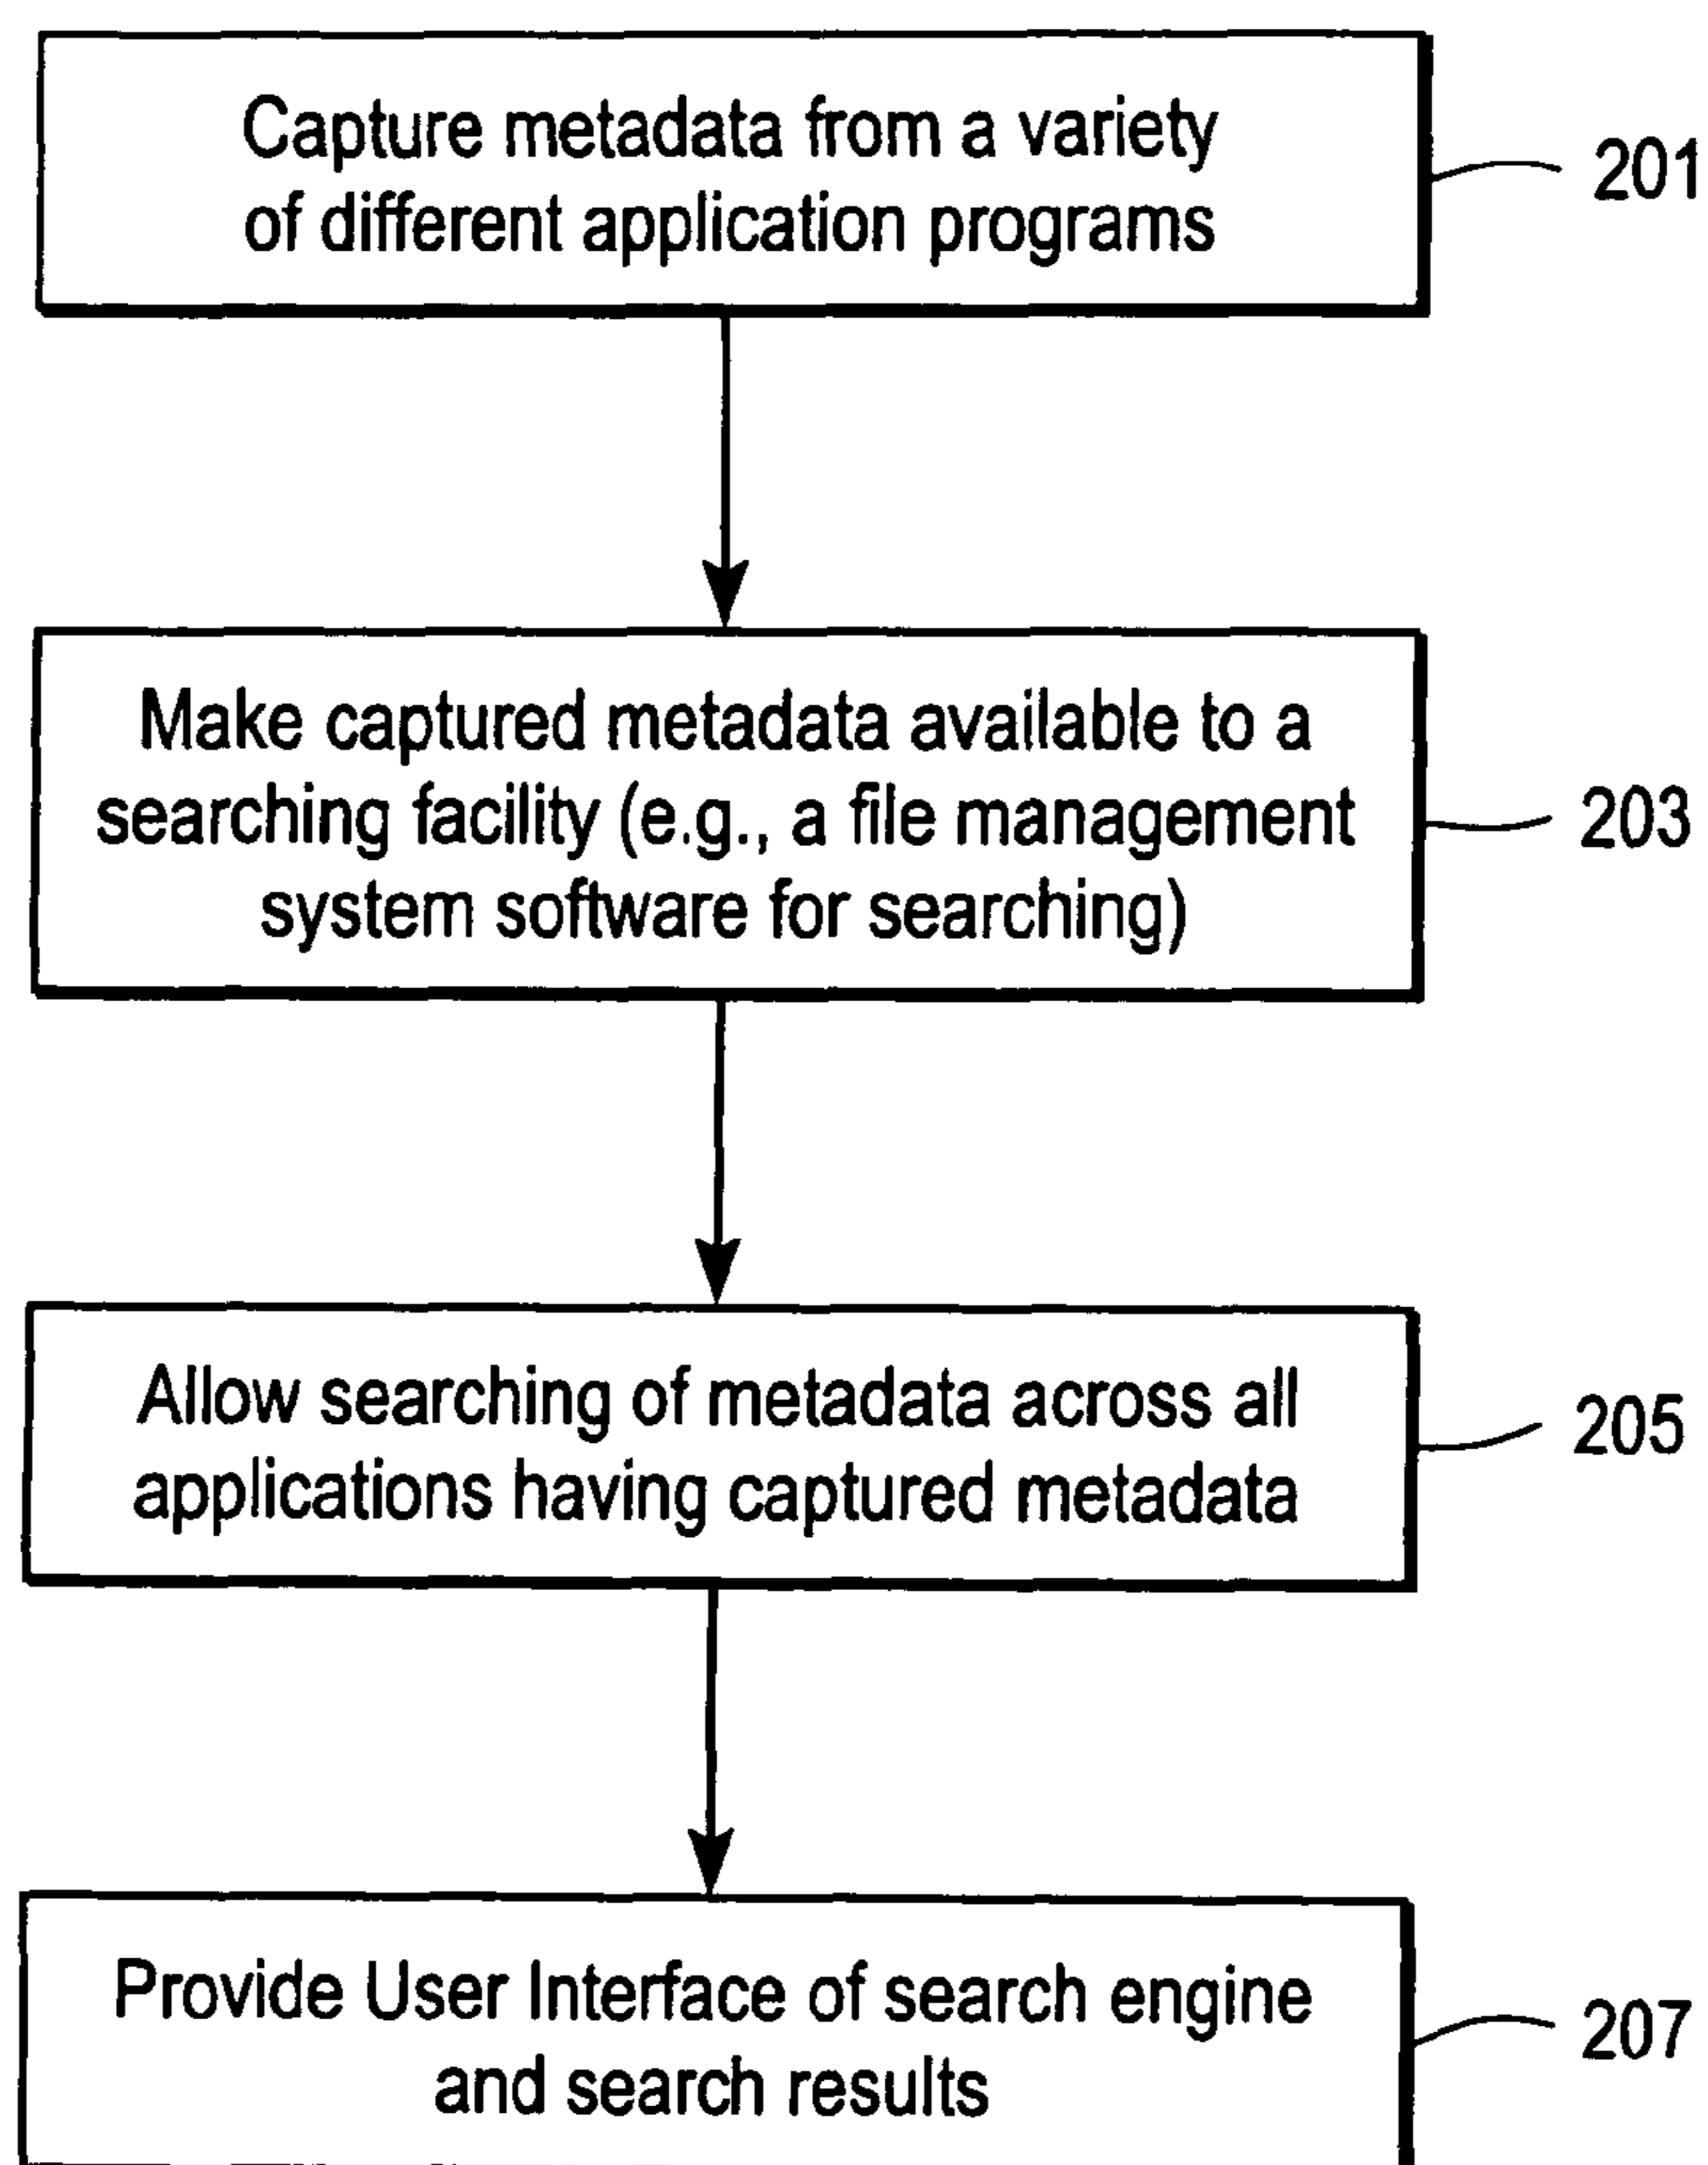 Capture metadata from a variety
of different application programs
201
Make captured metadata available to a
searching facility (e.g., a file management
system software for searching)
203
Allow searching of metadata across all
applications having captured metadata
205
Provide User Interface of search engine
and search results
207